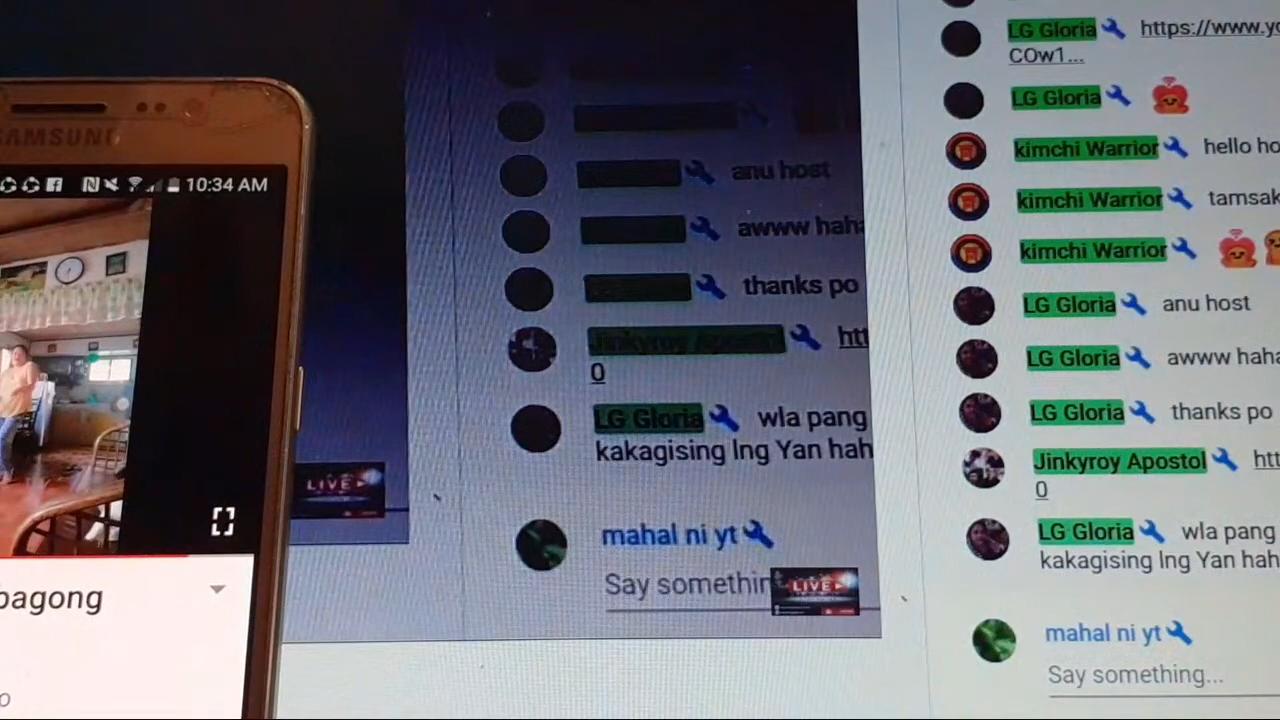 SAMSUNG
10:34 AM
bagong
LIVE
anu host
awww haha
thanks po
Jinkyroy Apostol
0
LG Gloria wla pang
kakagising lng Yan hah
mahal ni yt
Say somethin
LIVE
LG Gloria https://www.yo
COw1...
LG Gloria
kimchi Warrior hello ho
kimchi Warrior tamsak
kimchi Warrior
LG Gloria anu host
LG Gloria awww haha
LG Gloria thanks po
Jinkyroy Apostol htt
0
LG Gloria wla pang
kakagising lng Yan hah
mahal ni yt
Say something...